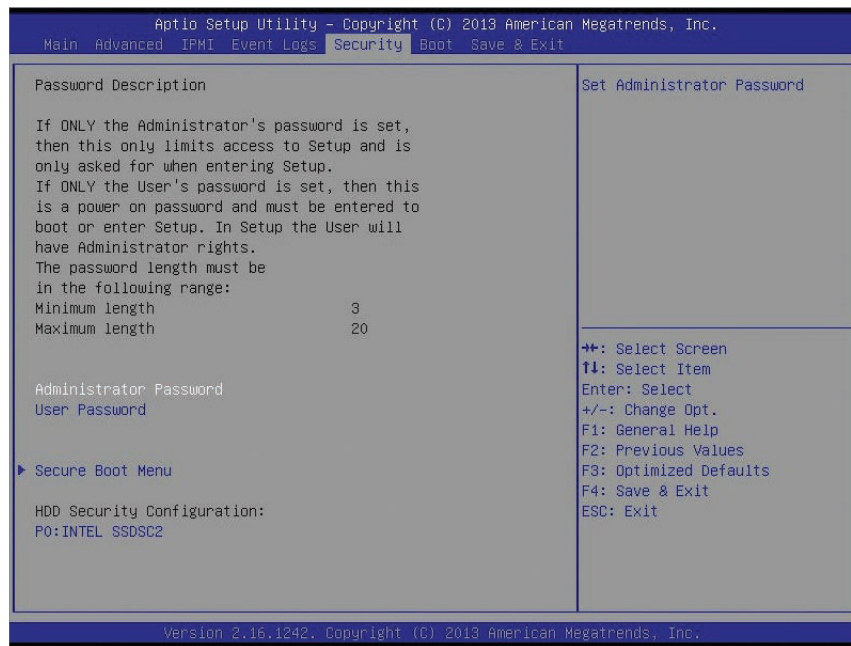 Aptio Setup Utility – Copyright (C) 2013 American Megatrends, Inc.
Main Advanced IPMI Event Logs Security Boot Save & Exit
Password Description
If ONLY the Administrator's password is set,
then this only limits access to Setup and is
only asked for when entering Setup.
If ONLY the User's password is set, then this
is a power on password and must be entered to
boot or enter Setup. In Setup the User will
have Administrator rights.
The password length must be
in the following range:
Minimum length 3
Maximum length 20
Administrator Password
User Password
Secure Boot Menu
HDD Security Configuration:
P0:INTEL SSDSC2
Set Administrator Password
→←: Select Screen
↑↓: Select Item
Enter: Select
+/-: Change Opt.
F1: General Help
F2: Previous Values
F3: Optimized Defaults
F4: Save & Exit
ESC: Exit
Version 2.16.1242. Copyright (C) 2013 American Megatrends, Inc.